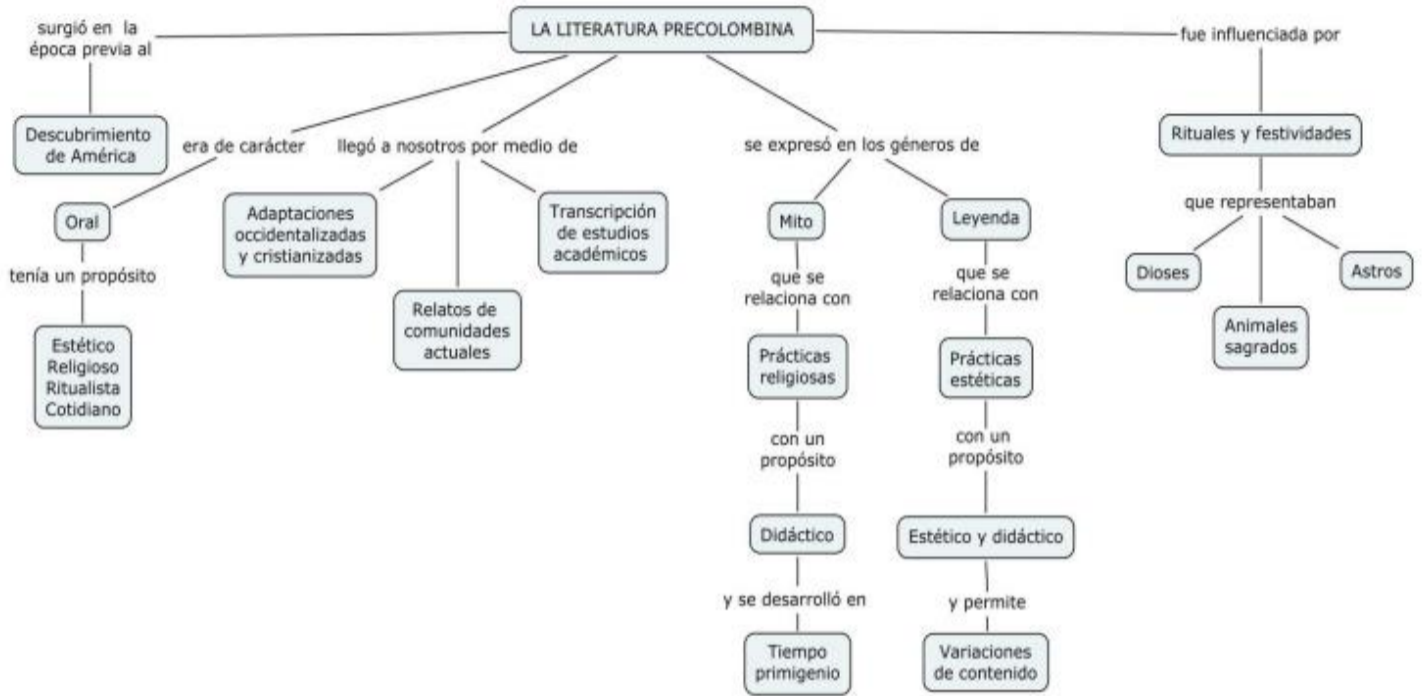 LA LITERATURA PRECOLOMBINA
surgió en la
época previa al
Descubrimiento
de América
era de carácter
Oral
tenía un propósito
Estético
Religioso
Ritualista
Cotidiano
llegó a nosotros por medio de
Adaptaciones
occidentalizadas
y cristianizadas
Relatos de
comunidades
actuales
Transcripción
de estudios
académicos
se expresó en los géneros de
Mito
que se
relaciona con
Prácticas
religiosas
con un
propósito
Didáctico
y se desarrolló en
Tiempo
primigenio
Leyenda
que se
relaciona con
Prácticas
estéticas
con un
propósito
Estético y didáctico
y permite
Variaciones
de contenido
fue influenciada por
Rituales y festividades
que representaban
Dioses
Animales
sagrados
Astros